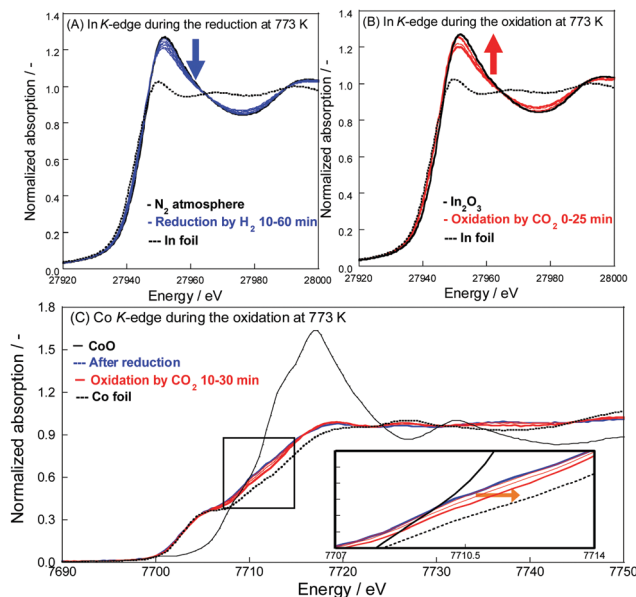 (A) In K-edge during the reduction at 773 K
Normalized absorption / -
1.4
1.2
1.0
0.8
0.6
0.4
0.2
0.0
- N2 atmosphere
- Reduction by H2 10-60 min
--- In foil
27920
27940
27960
27980
28000
Energy / eV
(B) In K-edge during the oxidation at 773 K
Normalized absorption / -
1.4
1.2
1.0
0.8
0.6
0.4
0.2
0.0
- In2O3
- Oxidation by CO2 0-25 min
--- In foil
27920
27940
27960
27980
28000
Energy / eV
(C) Co K-edge during the oxidation at 773 K
Normalized absorption / -
1.8
1.5
1.2
0.9
0.6
0.3
0.0
— CoO
--- After reduction
— Oxidation by CO2 10-30 min
--- Co foil
7707
7710.5
7714
7690
7700
7710
7720
7730
7740
7750
Energy / eV